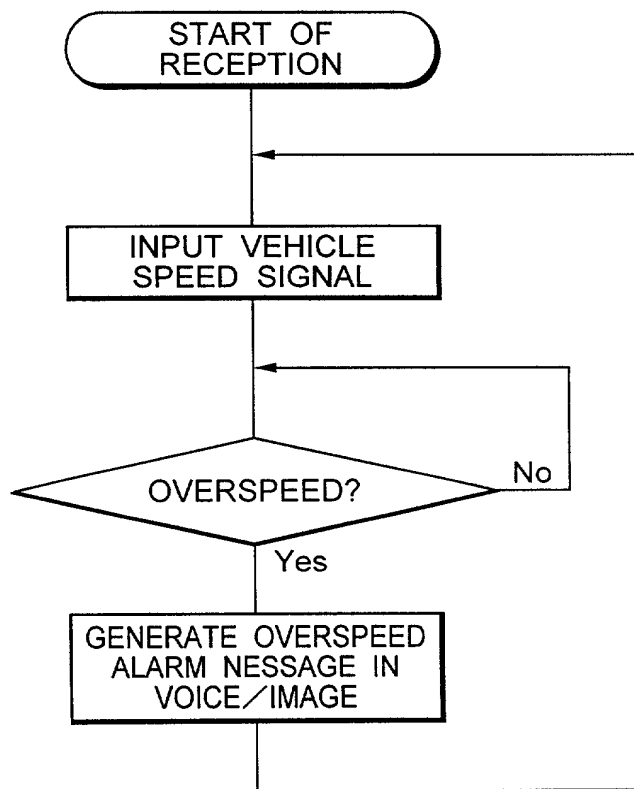 START OF
RECEPTION
INPUT VEHICLE
SPEED SIGNAL
OVERSPEED?
No
Yes
GENERATE OVERSPEED
ALARM NESSAGE IN
VOICE/IMAGE